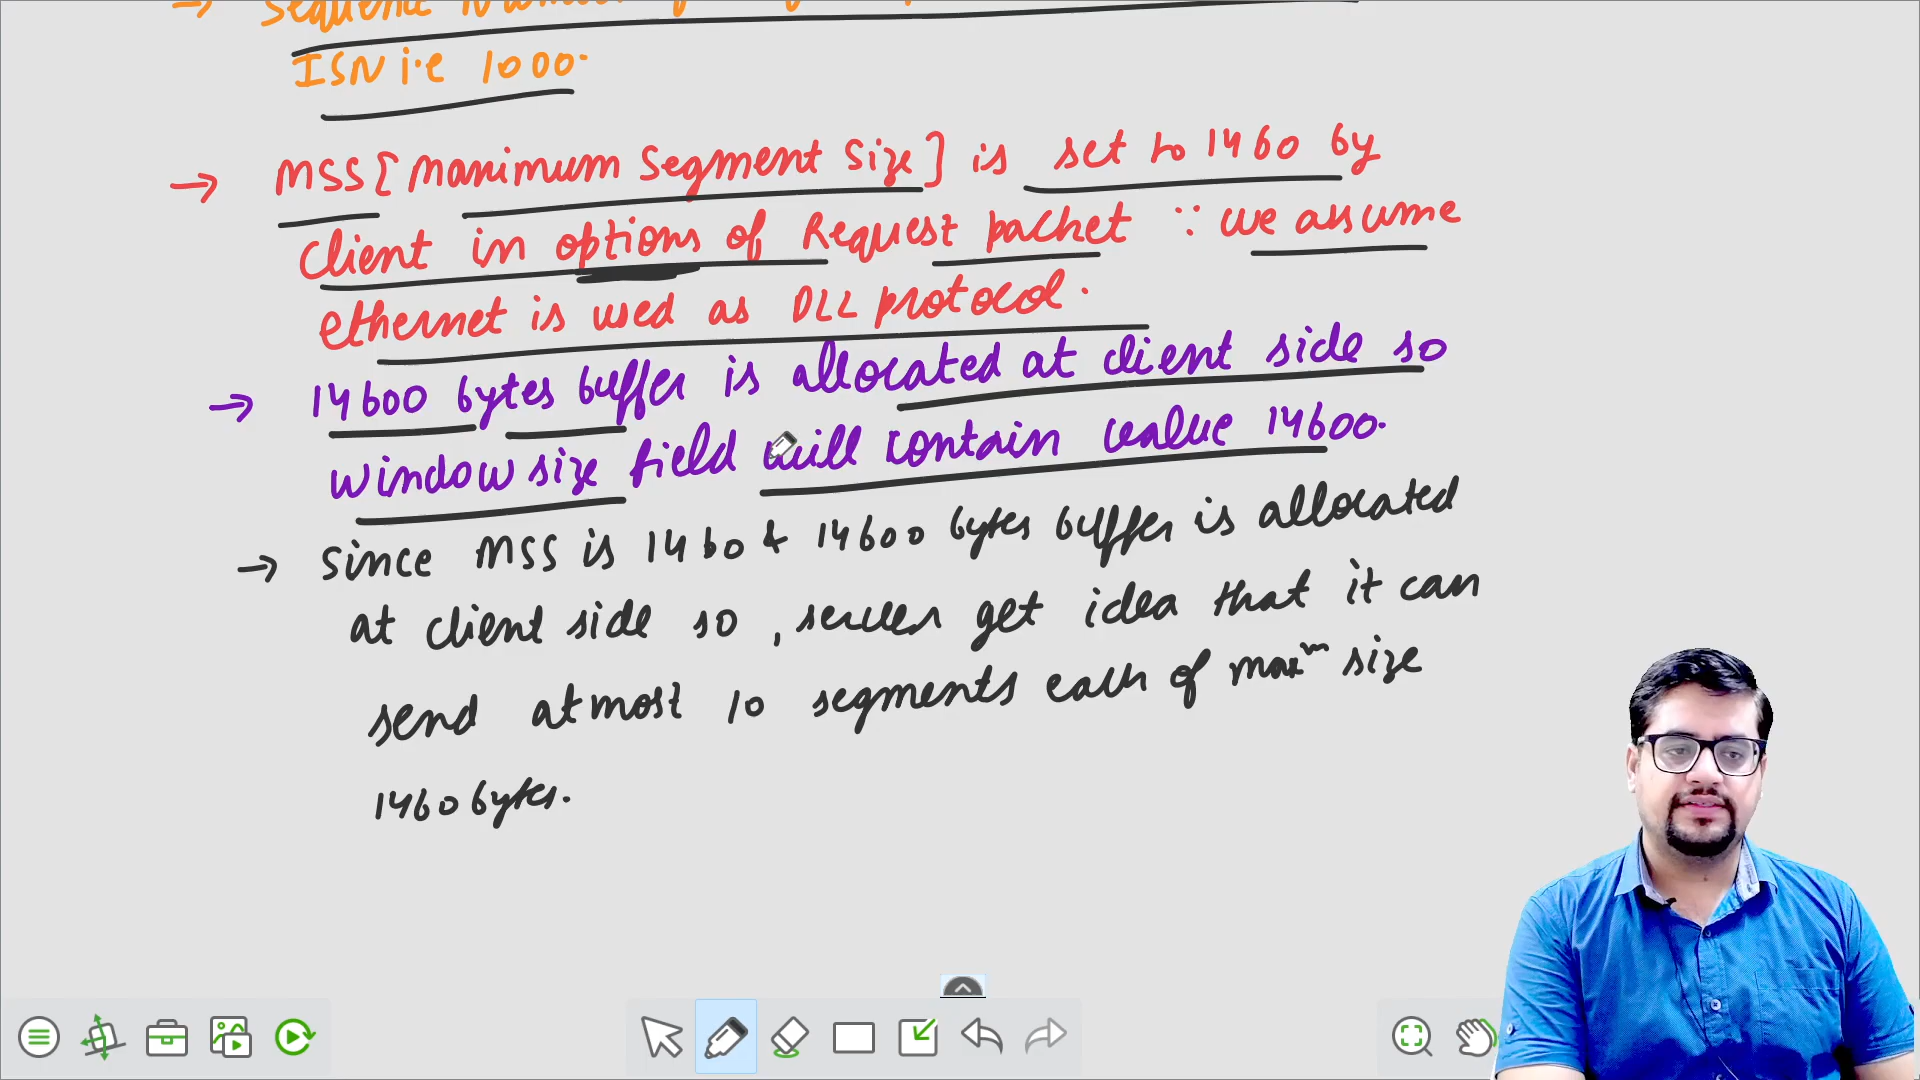 → Sequence Number
ISN i.e 1000.
→ MSS [Maximum Segment Size] is set to 1460 by
client in options of Request packet ∵ we assume
ethernet is used as DLL protocol.
→ 14600 bytes buffer is allocated at client side so
window size field will contain value 14600.
→ Since MSS is 1460 & 14600 bytes buffer is allocated
at client side so, server get idea that it can
send atmost 10 segments each of maxᵐ size
1460 bytes.